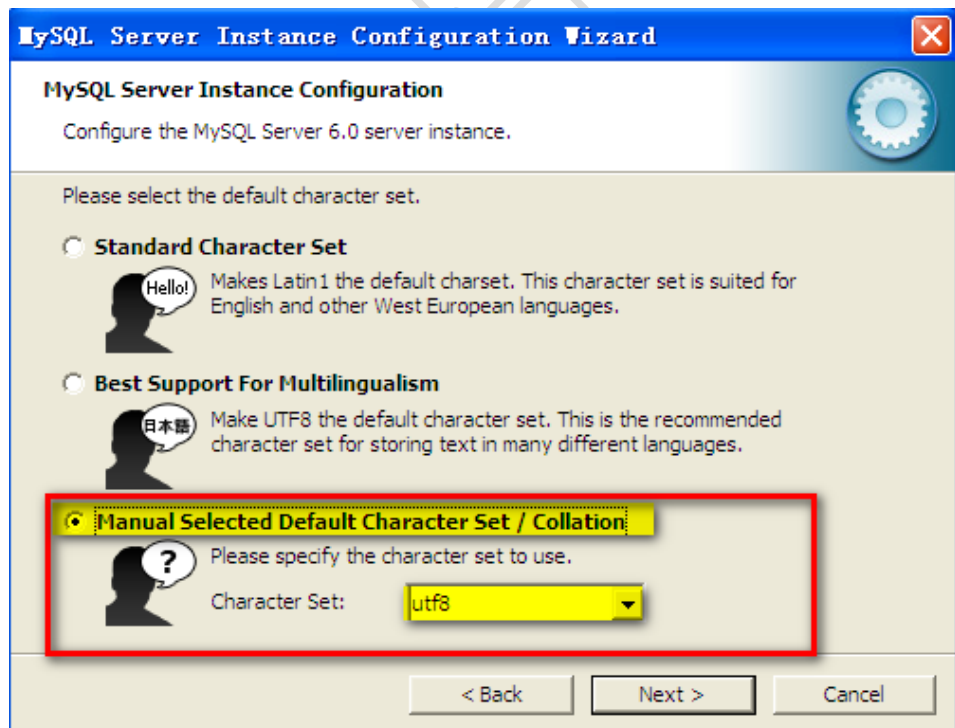 MySQL Server Instance Configuration Wizard
MySQL Server Instance Configuration
Configure the MySQL Server 6.0 server instance.
Please select the default character set.
Standard Character Set
Hello!
Makes Latin1 the default charset. This character set is suited for
English and other West European languages.
Best Support For Multilingualism
日本語
Make UTF8 the default character set. This is the recommended
character set for storing text in many different languages.
Manual Selected Default Character Set / Collation
?
Please specify the character set to use.
Character Set:
utf8
< Back
Next >
Cancel